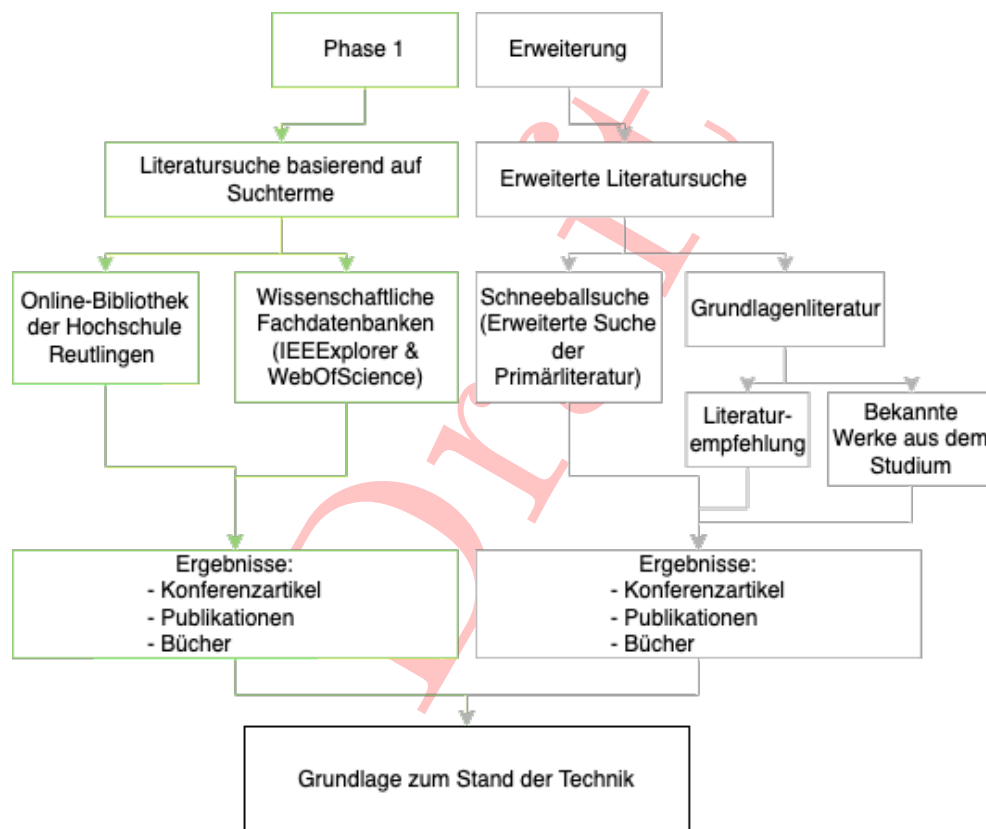 Phase 1
Erweiterung
Literatursuche basierend auf
Suchterme
Erweiterte Literatursuche
Online-Bibliothek
der Hochschule
Reutlingen
Wissenschaftliche
Fachdatenbanken
(IEEExplorer &
WebOfScience)
Schneeballsuche
(Erweiterte Suche
der
Primärliteratur)
Grundlagenliteratur
Literatur-
empfehlung
Bekannte
Werke aus dem
Studium
Ergebnisse:
- Konferenzartikel
- Publikationen
- Bücher
Ergebnisse:
- Konferenzartikel
- Publikationen
- Bücher
Grundlage zum Stand der Technik
Draft